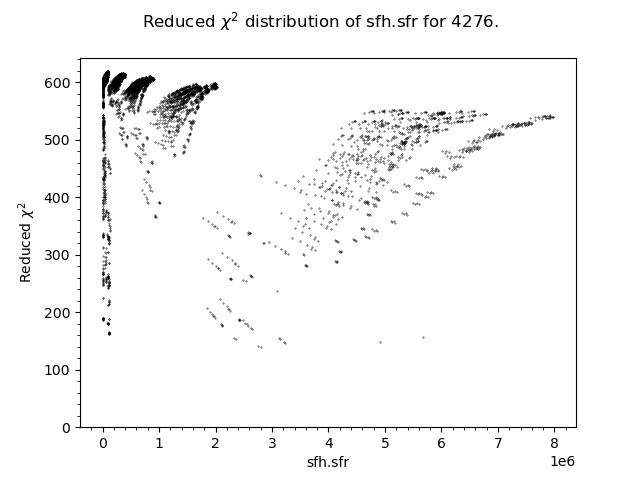 Reduced χ² distribution of sfh.sfr for 4276.
Reduced χ²
600
500
400
300
200
100
0
0 1 2 3 4 5 6 7 8
1e6
sfh.sfr